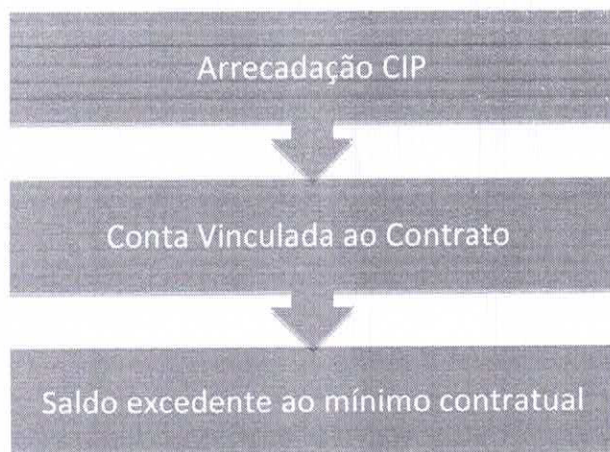 Arrecadação CIP
Conta Vinculada ao Contrato
Saldo excedente ao mínimo contratual